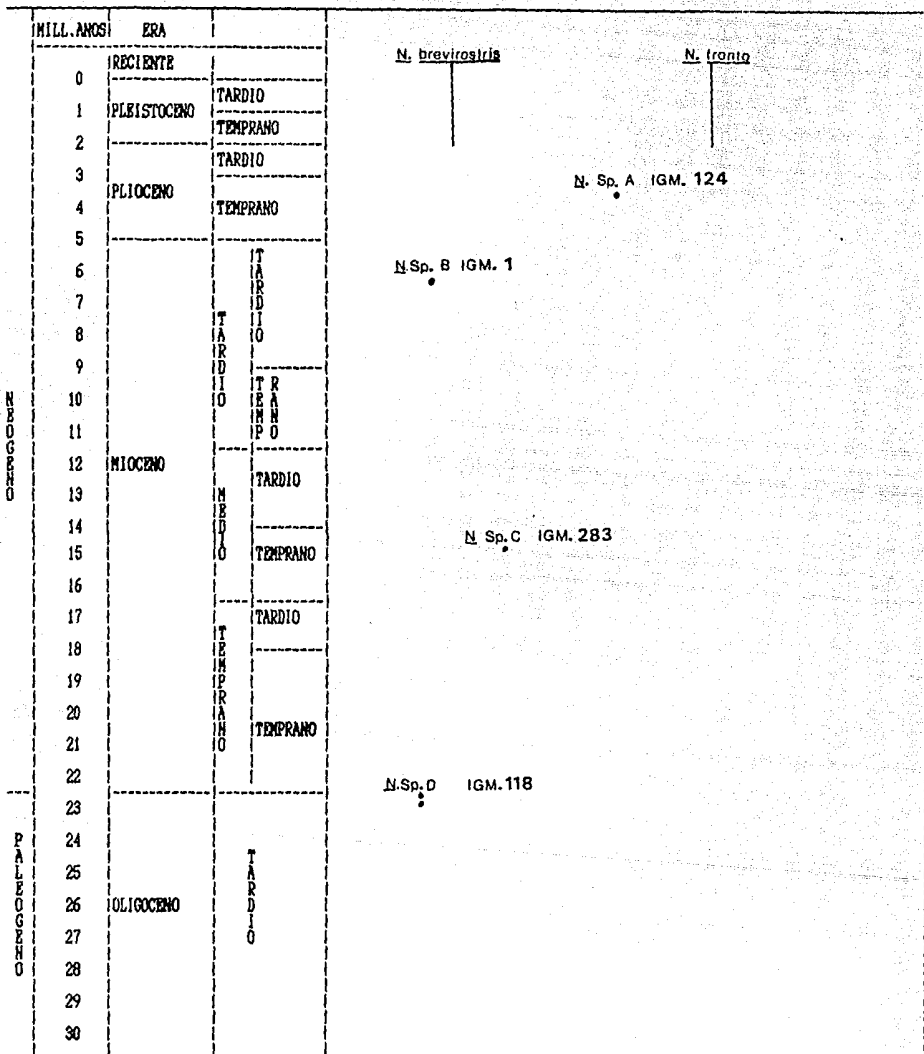 MILL.ANOS ERA
RECIENTE N. brevirostris N. fronto
0
TARDIO
1 PLEISTOCENO
TEMPRANO
2
TARDIO
3 N. Sp. A IGM. 124
PLIOCENO
4 TEMPRANO
5
6 N.Sp. B IGM. 1
7
8
TARDIO
9
TARDIO
10
TEMPRANO
11
12 MIOCENO
TARDIO
13
14
MEDIO
N Sp.C IGM. 283
15 TEMPRANO
16
17 TARDIO
18
19
TEMPRANO
20
TEMPRANO
21
22
N.Sp.D IGM.118
NEOGENO
23
24
25
TARDIO
26 OLIGOCENO
27
28
29
30
PALEOGENO